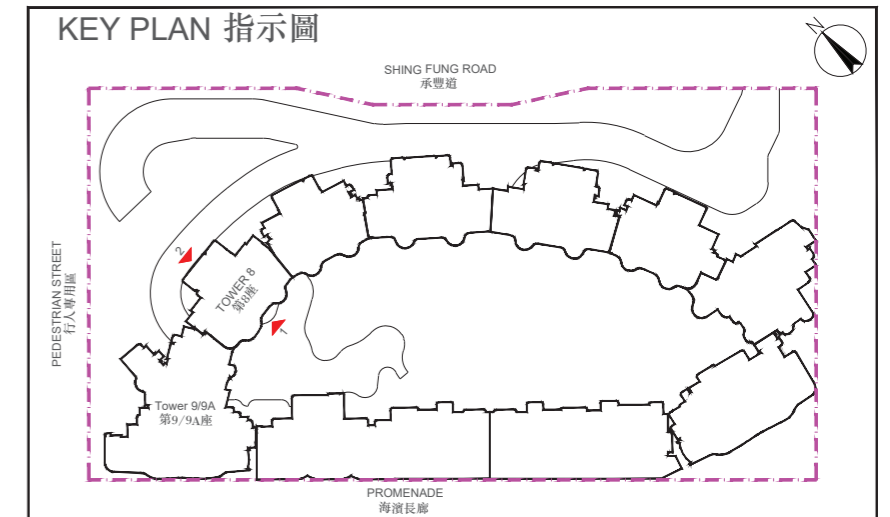 KEY PLAN 指示圖
N
SHING FUNG ROAD
承豐道
PEDESTRIAN STREET
行人專用區
2
TOWER 8
第8座
1
Tower 9/9A
第9/9A座
PROMENADE
海濱長廊